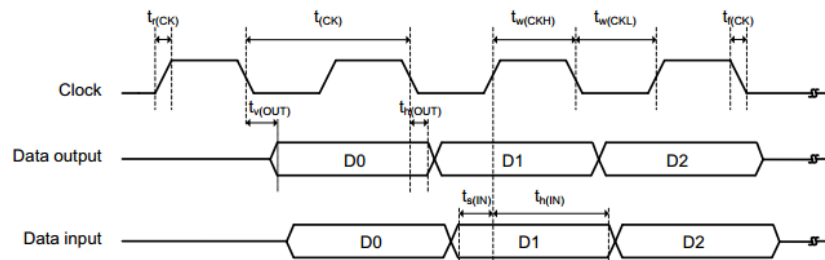 tr(CK) t(CK) tw(CKH) tw(CKL) tf(CK)
Clock
tv(OUT) th(OUT)
Data output D0 D1 D2
ts(IN) th(IN)
Data input D0 D1 D2